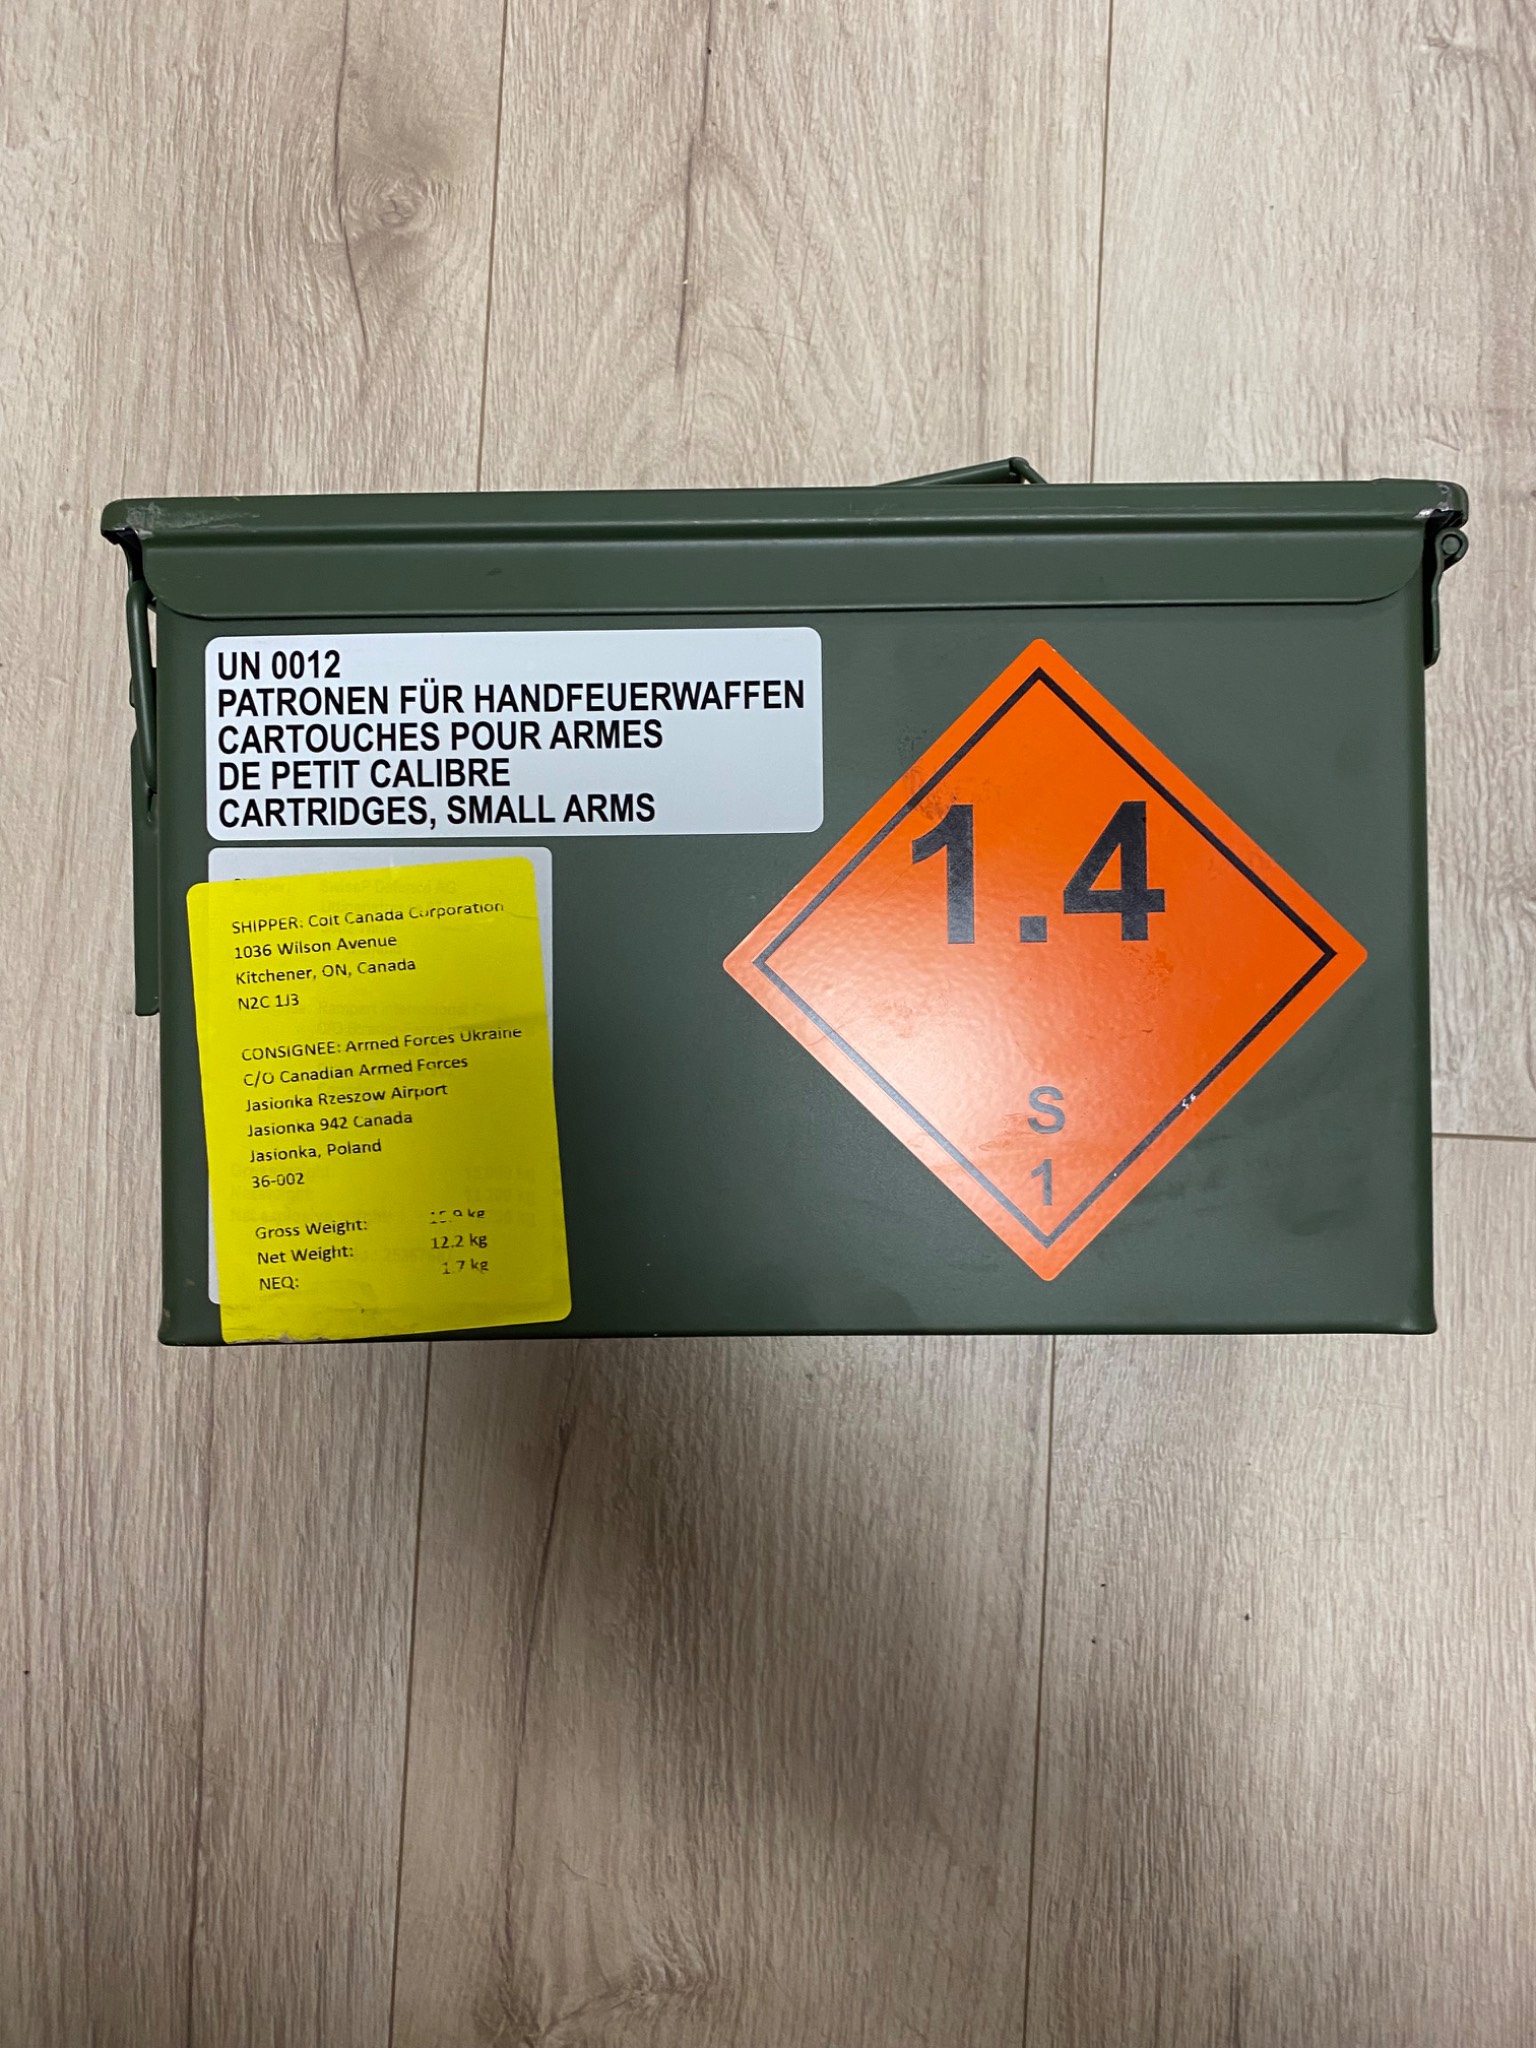 UN 0012
PATRONEN FÜR HANDFEUERWAFFEN
CARTOUCHES POUR ARMES
DE PETIT CALIBRE
CARTRIDGES, SMALL ARMS
SHIPPER: Colt Canada Corporation
1036 Wilson Avenue
Kitchener, ON, Canada
N2C 1J3
CONSIGNEE: Armed Forces Ukraine
C/O Canadian Armed Forces
Jasionka Rzeszow Airport
Jasionka 942 Canada
Jasionka, Poland
36-002
Gross Weight: kg
Net Weight: 12.2 kg
NEQ: 1.7 kg
1.4
S
1